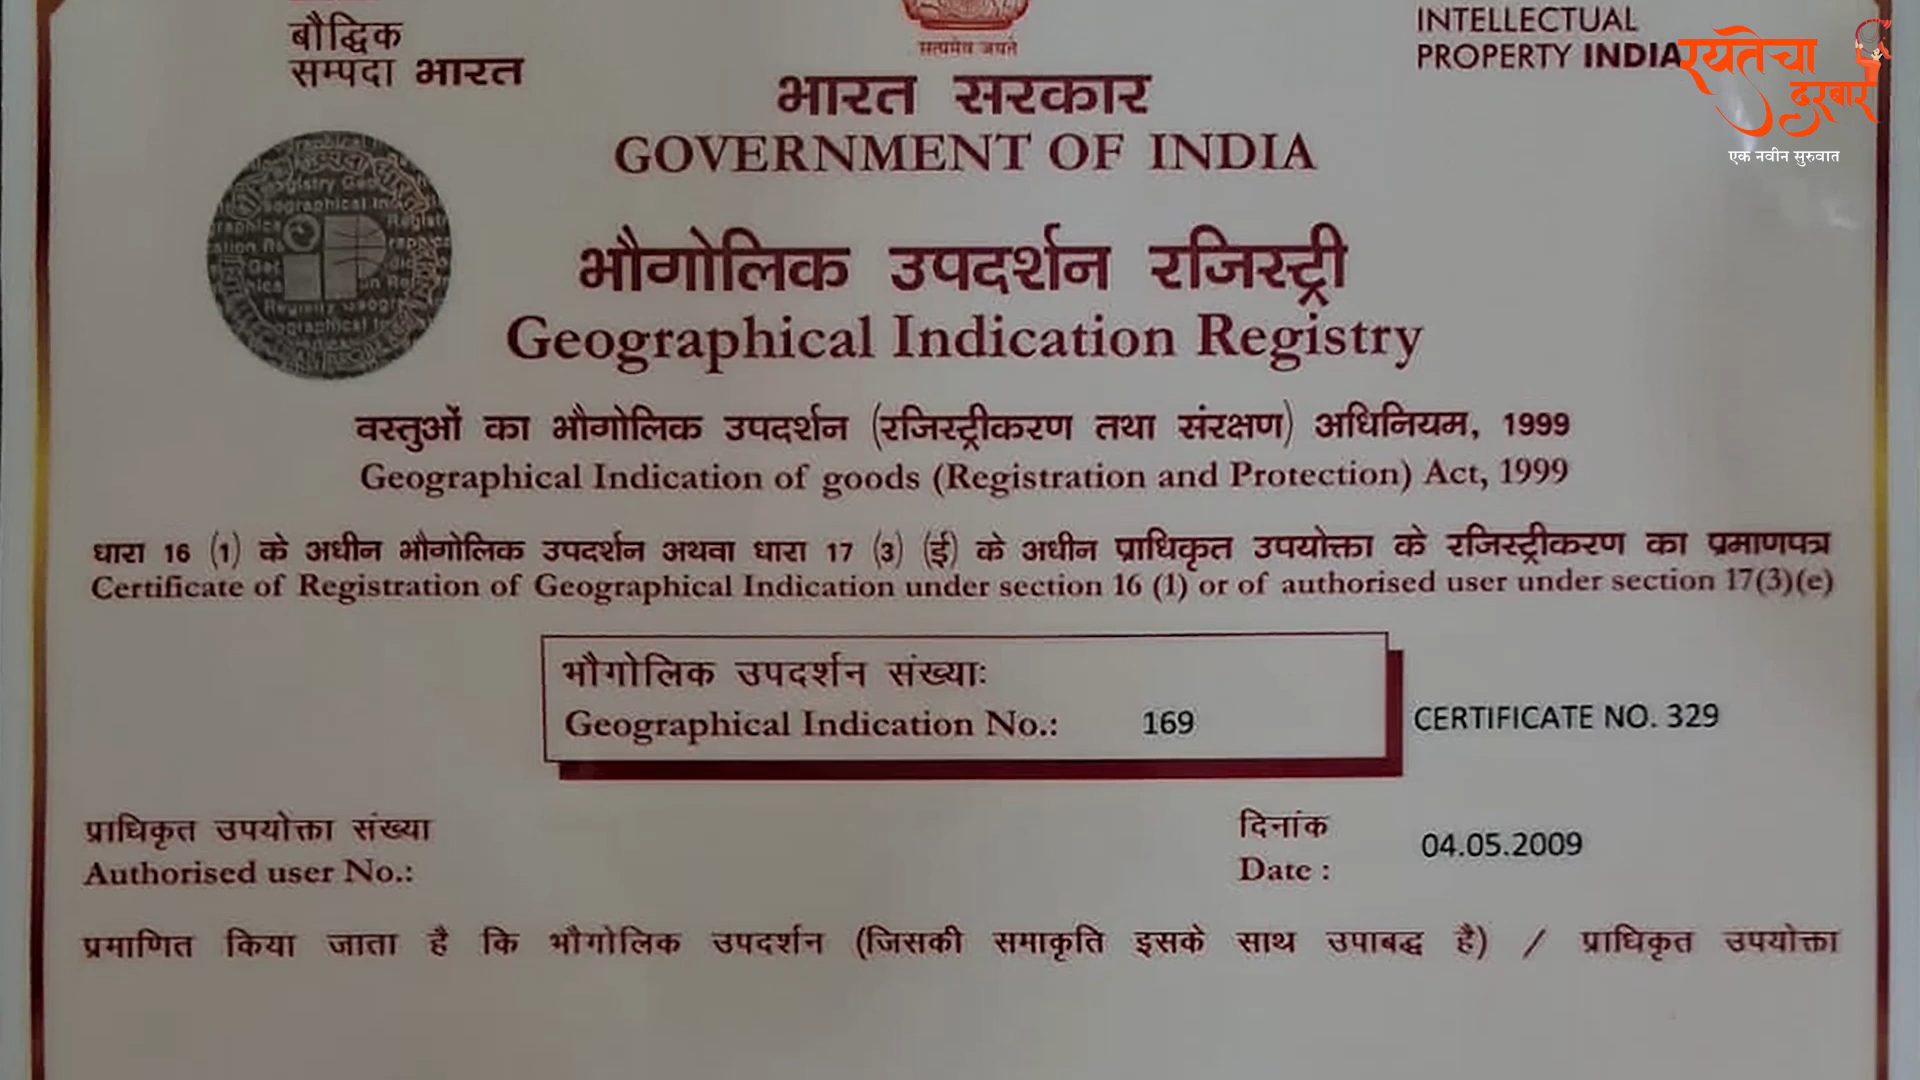 बौद्धिक
सम्पदा भारत
सत्यमेव जयते
INTELLECTUAL
PROPERTY INDIA
रयतेचा
दरबार
एक नवीन सुरुवात
भारत सरकार
GOVERNMENT OF INDIA
भौगोलिक उपदर्शन रजिस्ट्री
Geographical Indication Registry
वस्तुओं का भौगोलिक उपदर्शन (रजिस्ट्रीकरण तथा संरक्षण) अधिनियम, 1999
Geographical Indication of goods (Registration and Protection) Act, 1999
धारा 16 (1) के अधीन भौगोलिक उपदर्शन अथवा धारा 17 (3) (ई) के अधीन प्राधिकृत उपयोक्ता के रजिस्ट्रीकरण का प्रमाणपत्र
Certificate of Registration of Geographical Indication under section 16 (1) or of authorised user under section 17(3)(e)
भौगोलिक उपदर्शन संख्याः
Geographical Indication No.: 169
CERTIFICATE NO. 329
प्राधिकृत उपयोक्ता संख्या
Authorised user No.:
दिनांक
Date : 04.05.2009
प्रमाणित किया जाता है कि भौगोलिक उपदर्शन (जिसकी समाकृति इसके साथ उपाबद्ध है) / प्राधिकृत उपयोक्ता